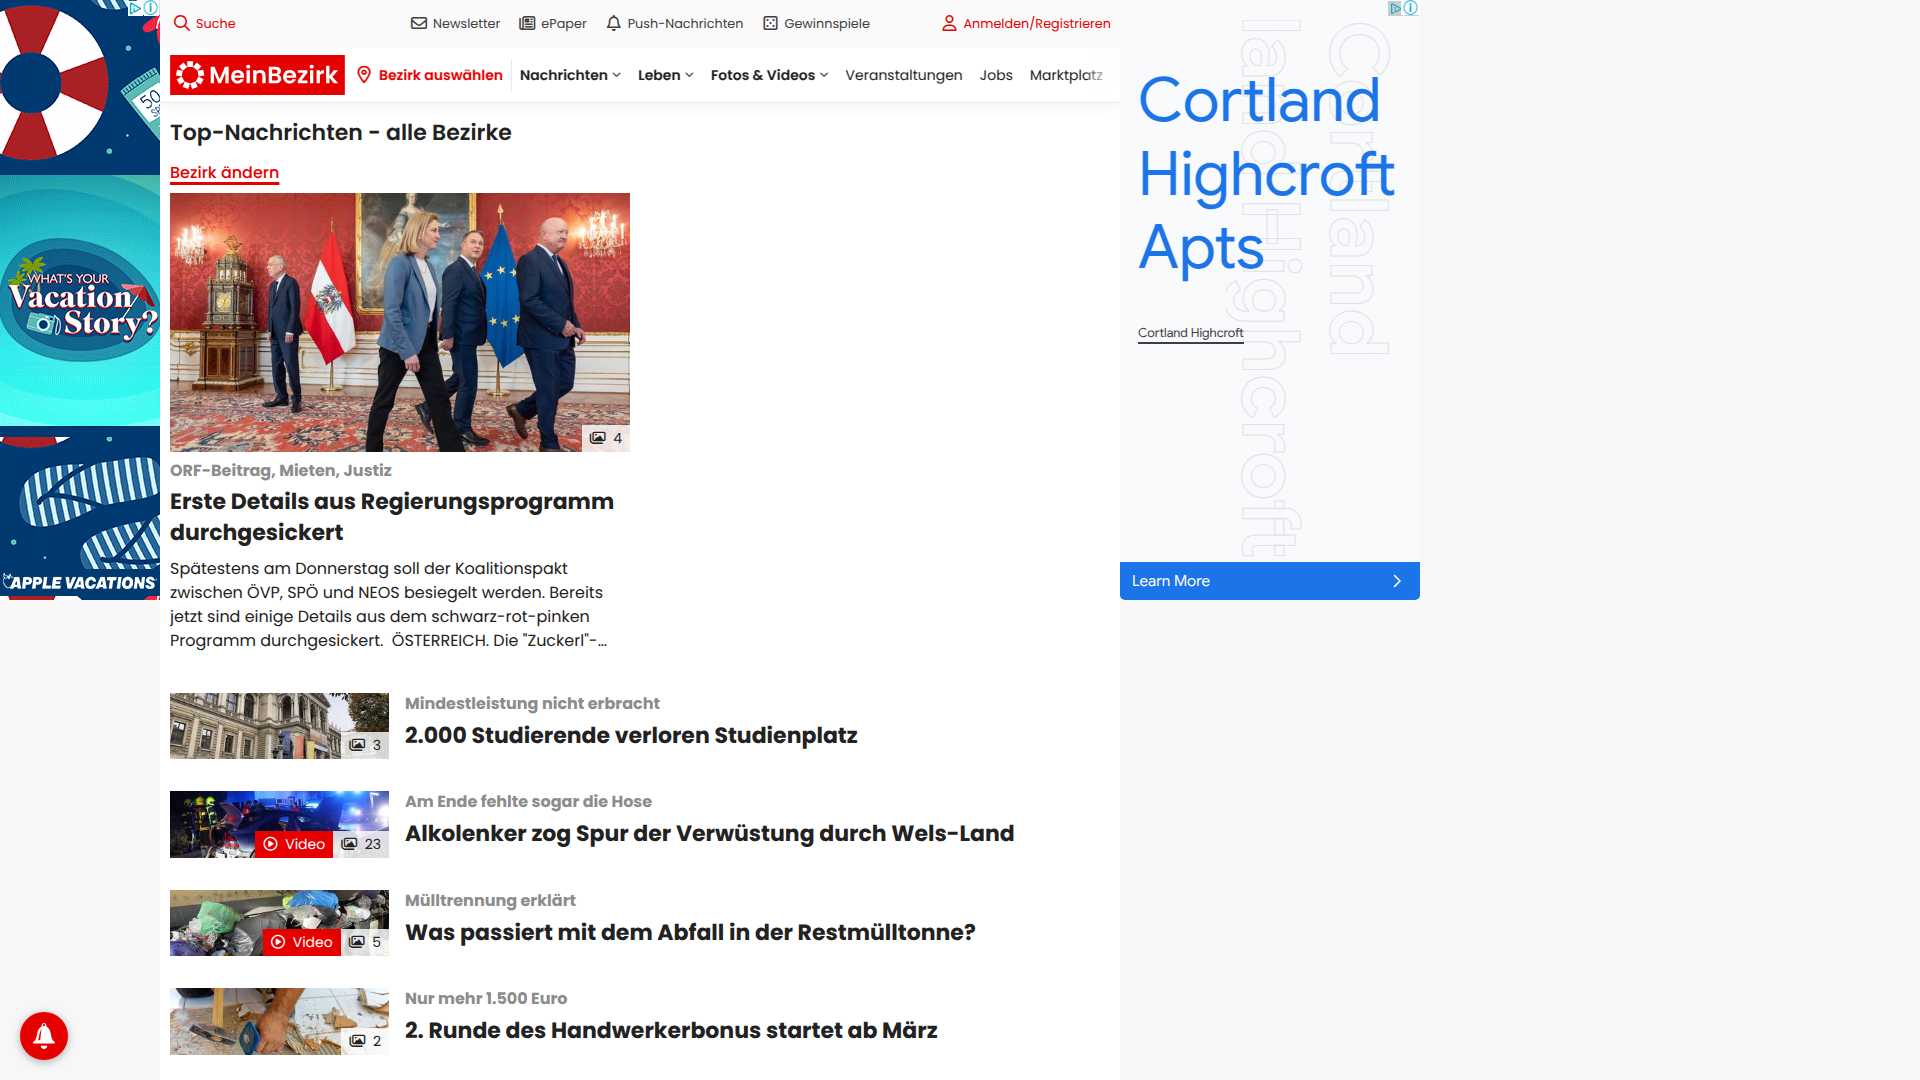 Suche
Newsletter
ePaper
Push-Nachrichten
Gewinnspiele
Anmelden/Registrieren
MeinBezirk
Bezirk auswählen
Nachrichten
Leben
Fotos & Videos
Veranstaltungen
Jobs
Marktplatz
Top-Nachrichten - alle Bezirke
Bezirk ändern
4
ORF-Beitrag, Mieten, Justiz
Erste Details aus Regierungsprogramm
durchgesickert
Spätestens am Donnerstag soll der Koalitionspakt
zwischen ÖVP, SPÖ und NEOS besiegelt werden. Bereits
jetzt sind einige Details aus dem schwarz-rot-pinken
Programm durchgesickert. ÖSTERREICH. Die "Zuckerl"-...
3
Mindestleistung nicht erbracht
2.000 Studierende verloren Studienplatz
Video
23
Am Ende fehlte sogar die Hose
Alkolenker zog Spur der Verwüstung durch Wels-Land
Video
5
Mülltrennung erklärt
Was passiert mit dem Abfall in der Restmülltonne?
2
Nur mehr 1.500 Euro
2. Runde des Handwerkerbonus startet ab März
50
WHAT'S YOUR
Vacation
Story?
APPLE VACATIONS
Cortland
Highcroft
Apts
Cortland Highcroft
Cortland
land Highcroft
Learn More